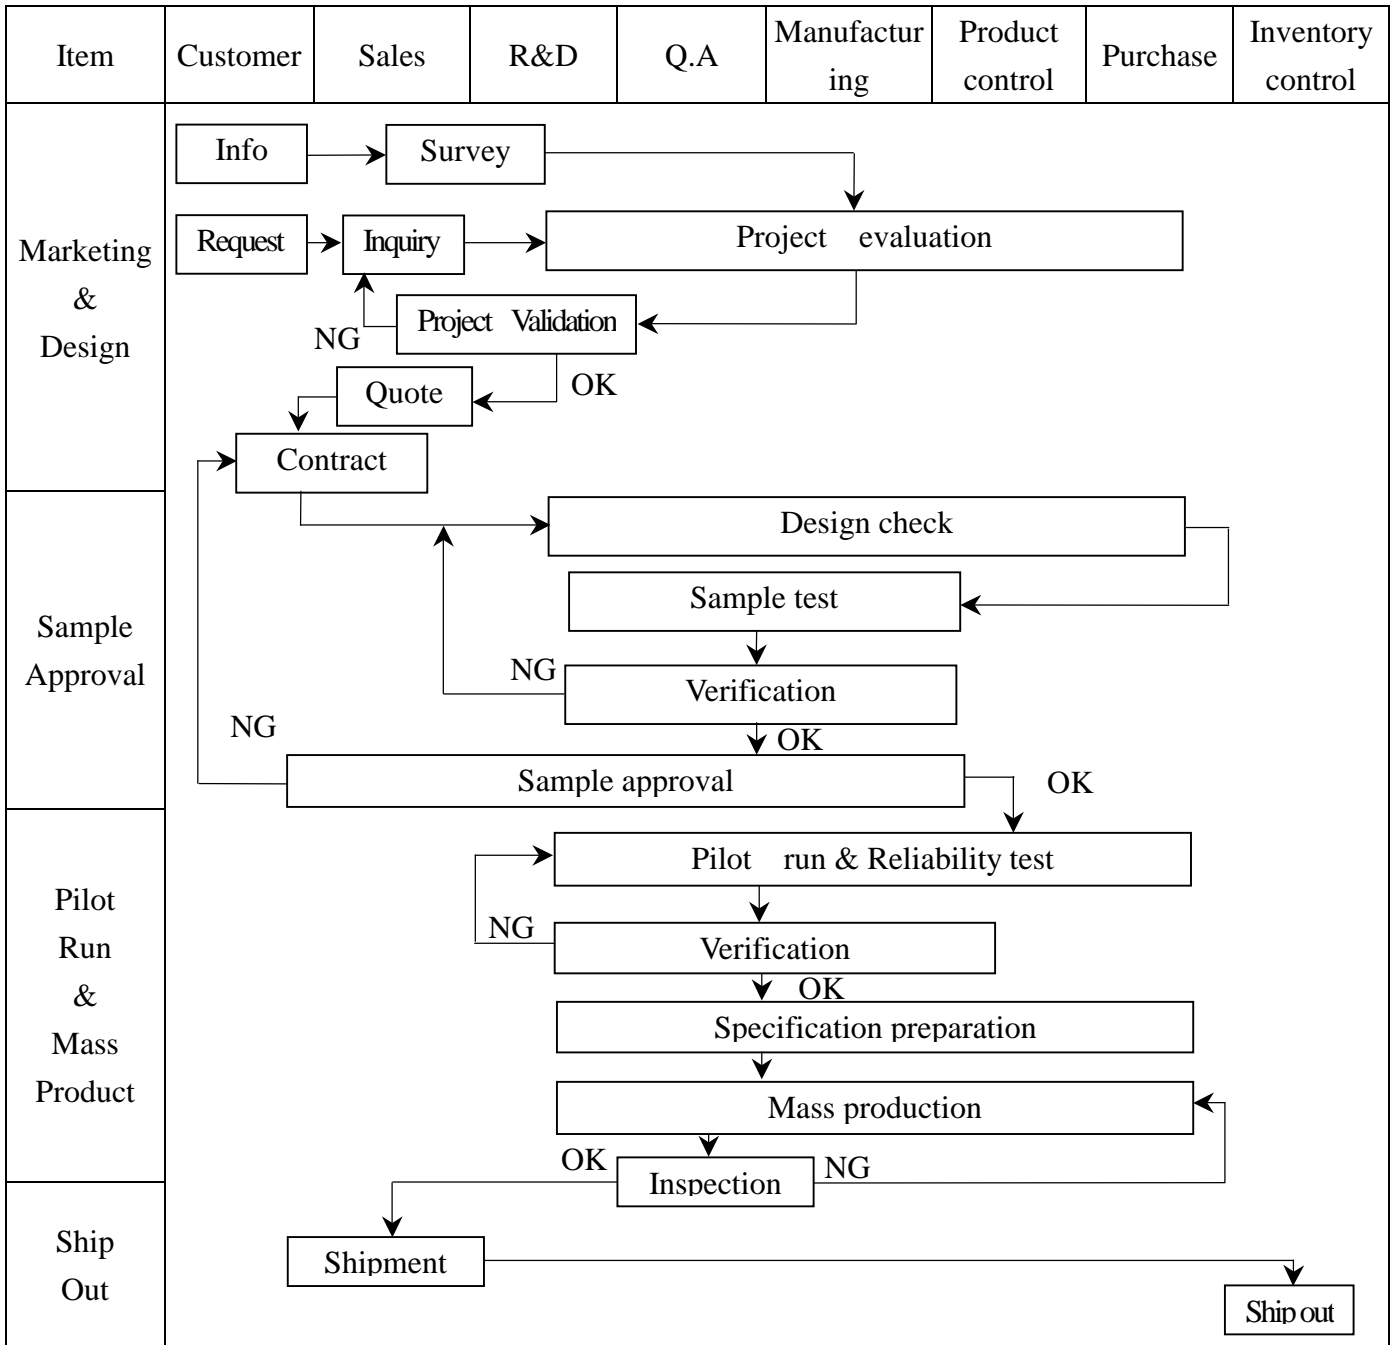 Item Customer Sales R&D Q.A Manufactur Product Purchase Inventory
ing control control
Info Survey
Request Inquiry Project evaluation
Marketing
&
Design
NG Project Validation
Quote OK
Contract
Design check
Sample test
Sample
Approval
NG Verification
NG
OK
Sample approval OK
Pilot run & Reliability test
Pilot
Run
&
Mass
Product
NG Verification
OK
Specification preparation
Mass production
OK Inspection NG
Ship
Out
Shipment
Ship out